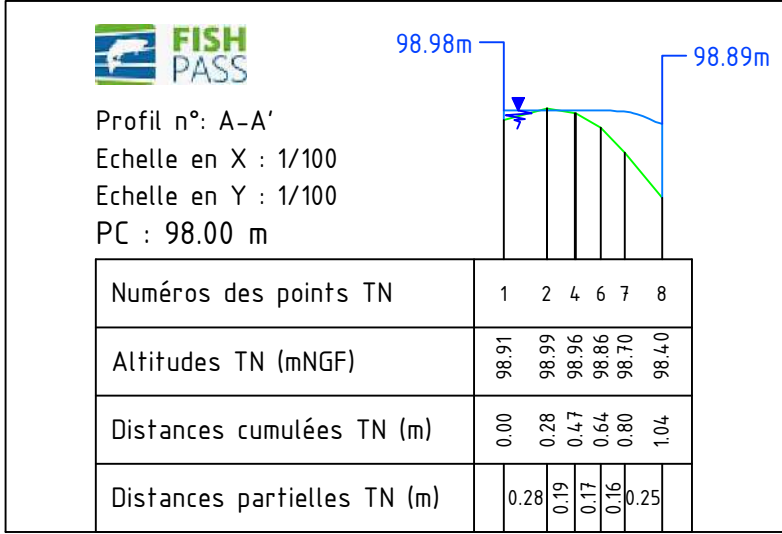 FISH
PASS
98.98m
98.89m
Profil n°: A-A'
Echelle en X : 1/100
Echelle en Y : 1/100
PC : 98.00 m
Numéros des points TN 1 2 4 6 7 8
Altitudes TN (mNGF) 98.91 98.99 98.96 98.86 98.70 98.40
Distances cumulées TN (m) 0.00 0.28 0.47 0.64 0.80 1.04
Distances partielles TN (m) 0.28 0.19 0.17 0.16 0.25